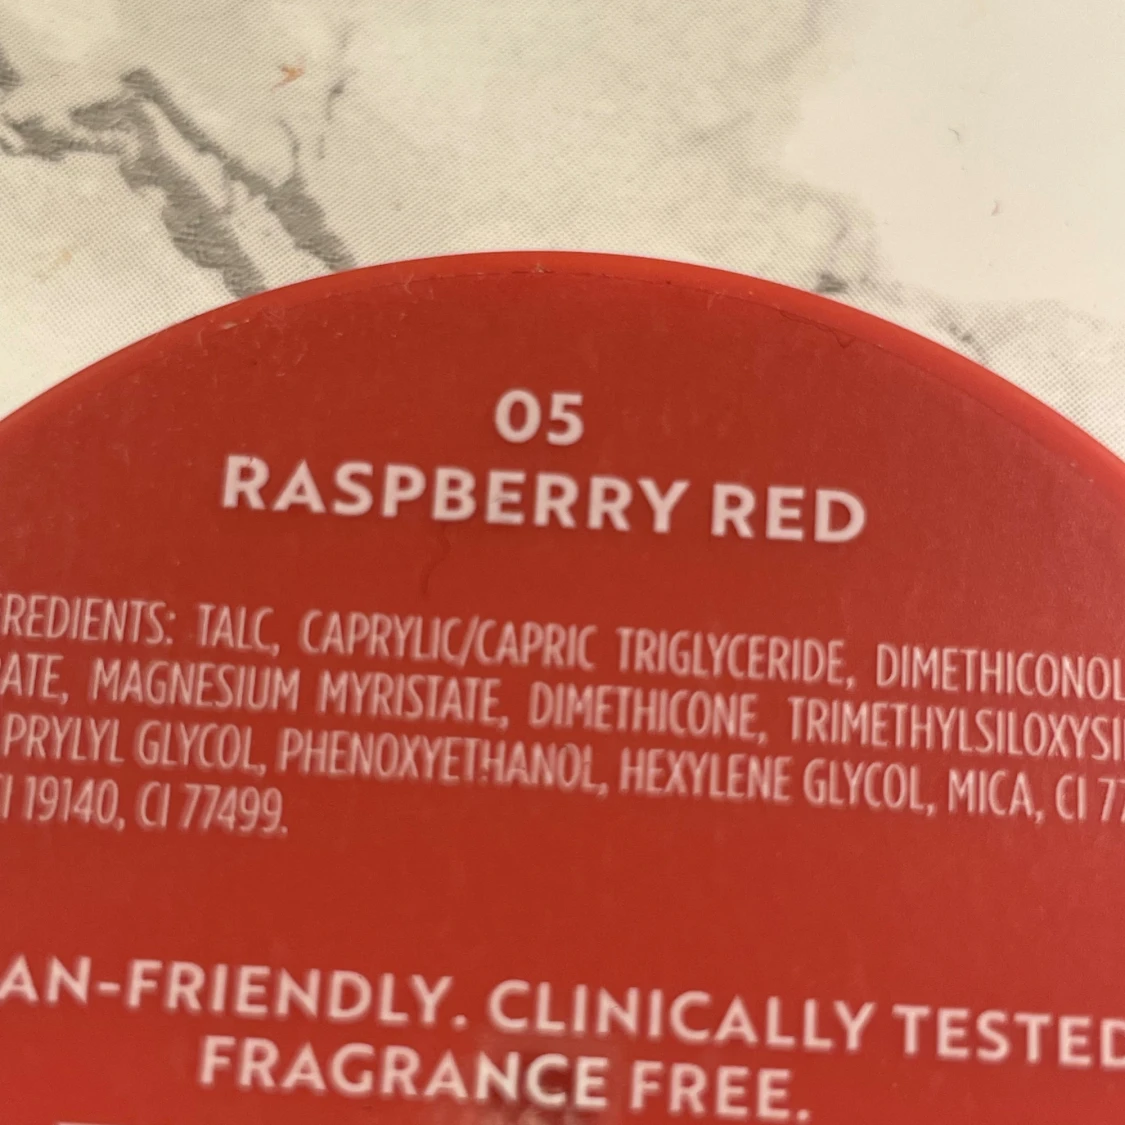 05
RASPBERRY RED
REDIENTS: TALC, CAPRYLIC/CAPRIC TRIGLYCERIDE, DIMETHICONOL
ATE, MAGNESIUM MYRISTATE, DIMETHICONE, TRIMETHYLSILOXYSI
PRYLYL GLYCOL, PHENOXYETHANOL, HEXYLENE GLYCOL, MICA, CI 77
I 19140, CI 77499.
AN-FRIENDLY. CLINICALLY TESTED
FRAGRANCE FREE.